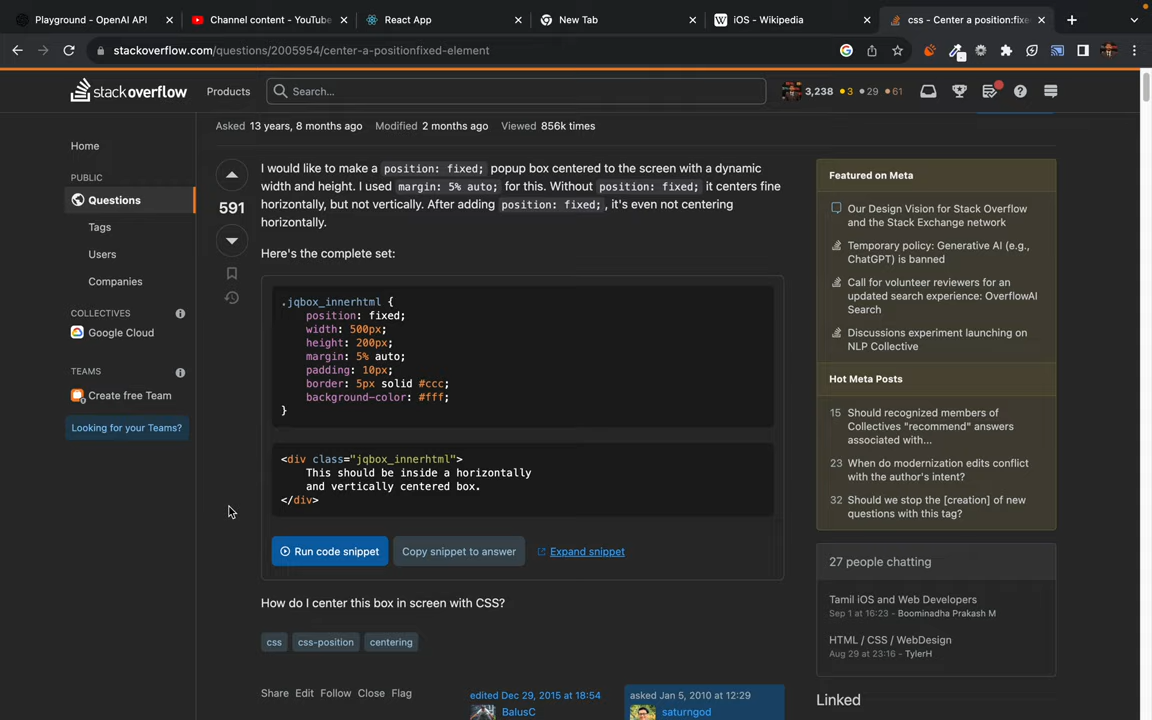 Playground - OpenAI API
Channel content - YouTube
React App
New Tab
iOS - Wikipedia
css - Center a position:fixe
stackoverflow.com/questions/2005954/center-a-positionfixed-element
stackoverflow
Products
Search...
3,238 3 29 61
Asked 13 years, 8 months ago Modified 2 months ago Viewed 856k times
Home
PUBLIC
Questions
Tags
Users
Companies
COLLECTIVES
Google Cloud
TEAMS
Create free Team
Looking for your Teams?
591
I would like to make a position: fixed; popup box centered to the screen with a dynamic
width and height. I used margin: 5% auto; for this. Without position: fixed; it centers fine
horizontally, but not vertically. After adding position: fixed;, it's even not centering
horizontally.
Here's the complete set:
.jqbox_innerhtml {
position: fixed;
width: 500px;
height: 200px;
margin: 5% auto;
padding: 10px;
border: 5px solid #ccc;
background-color: #fff;
}
<div class="jqbox_innerhtml">
This should be inside a horizontally
and vertically centered box.
</div>
Run code snippet
Copy snippet to answer
Expand snippet
How do I center this box in screen with CSS?
css css-position centering
Share Edit Follow Close Flag
edited Dec 29, 2015 at 18:54
BalusC
asked Jan 5, 2010 at 12:29
saturngod
Featured on Meta
Our Design Vision for Stack Overflow
and the Stack Exchange network
Temporary policy: Generative AI (e.g.,
ChatGPT) is banned
Call for volunteer reviewers for an
updated search experience: OverflowAI
Search
Discussions experiment launching on
NLP Collective
Hot Meta Posts
15 Should recognized members of
Collectives "recommend" answers
associated with...
23 When do modernization edits conflict
with the author's intent?
32 Should we stop the [creation] of new
questions with this tag?
27 people chatting
Tamil iOS and Web Developers
Sep 1 at 16:23 - Boominadha Prakash M
HTML / CSS / WebDesign
Aug 29 at 23:16 - TylerH
Linked